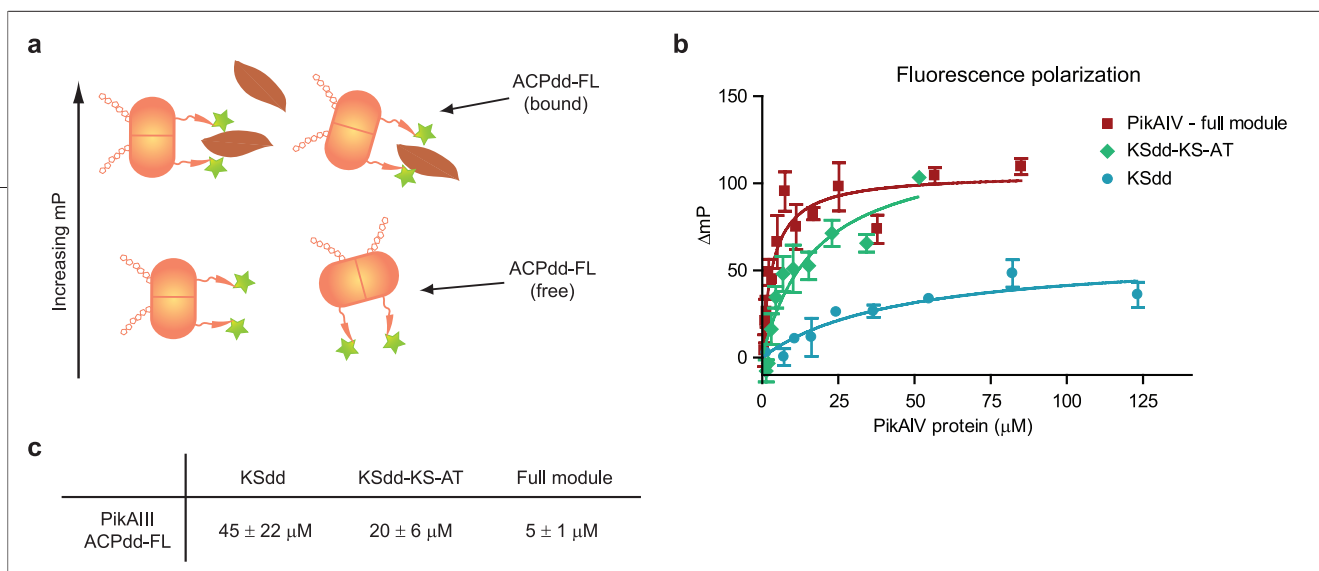 a
Increasing mP
ACPdd-FL
(bound)
ACPdd-FL
(free)
b
Fluorescence polarization
PikAIV - full module
KSdd-KS-AT
KSdd
150
100
50
0
ΔmP
0 25 50 75 100 125
PikAIV protein (μM)
c
KSdd KSdd-KS-AT Full module
PikAIII
ACPdd-FL
45 ± 22 μM 20 ± 6 μM 5 ± 1 μM